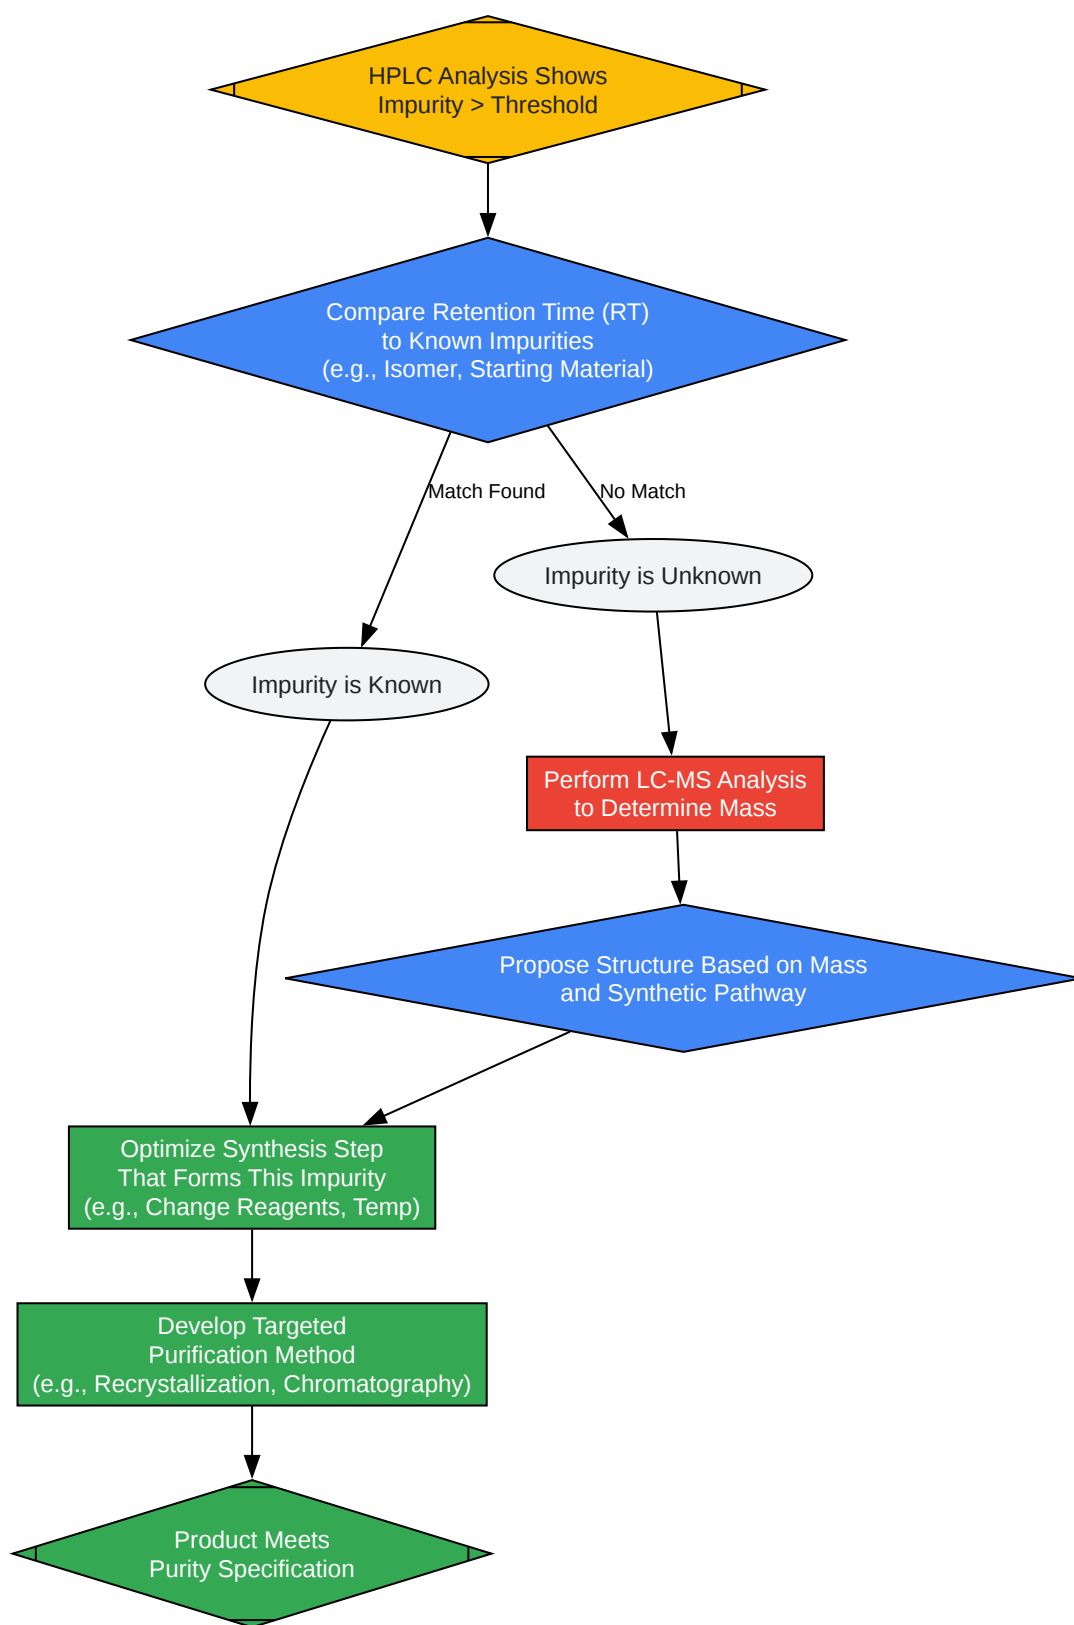 HPLC Analysis Shows
Impurity > Threshold
Compare Retention Time (RT)
to Known Impurities
(e.g., Isomer, Starting Material)
Match Found
No Match
Impurity is Unknown
Impurity is Known
Perform LC-MS Analysis
to Determine Mass
Propose Structure Based on Mass
and Synthetic Pathway
Optimize Synthesis Step
That Forms This Impurity
(e.g., Change Reagents, Temp)
Develop Targeted
Purification Method
(e.g., Recrystallization, Chromatography)
Product Meets
Purity Specification